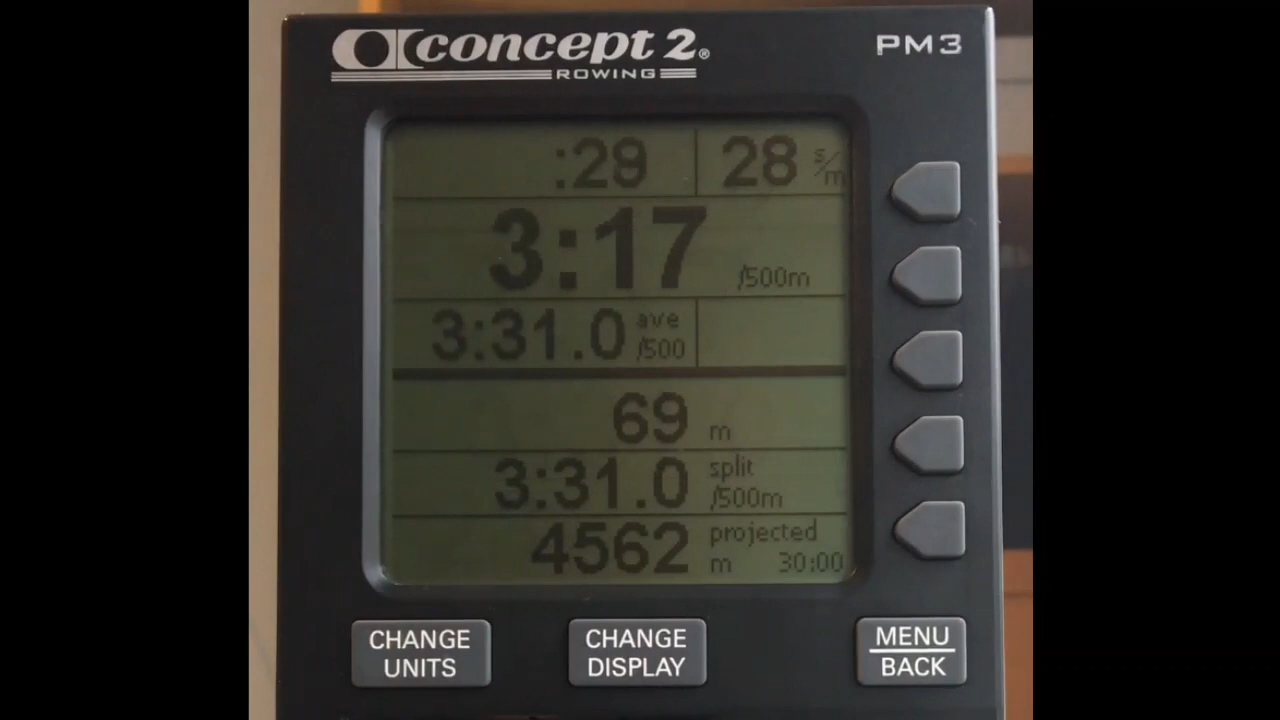 concept 2®
ROWING
PM3
:29 28 s/m
3:17 /500m
3:31.0 ave /500
69 m
3:31.0 split /500m
4562 projected
m 30:00
CHANGE UNITS
CHANGE DISPLAY
MENU
BACK